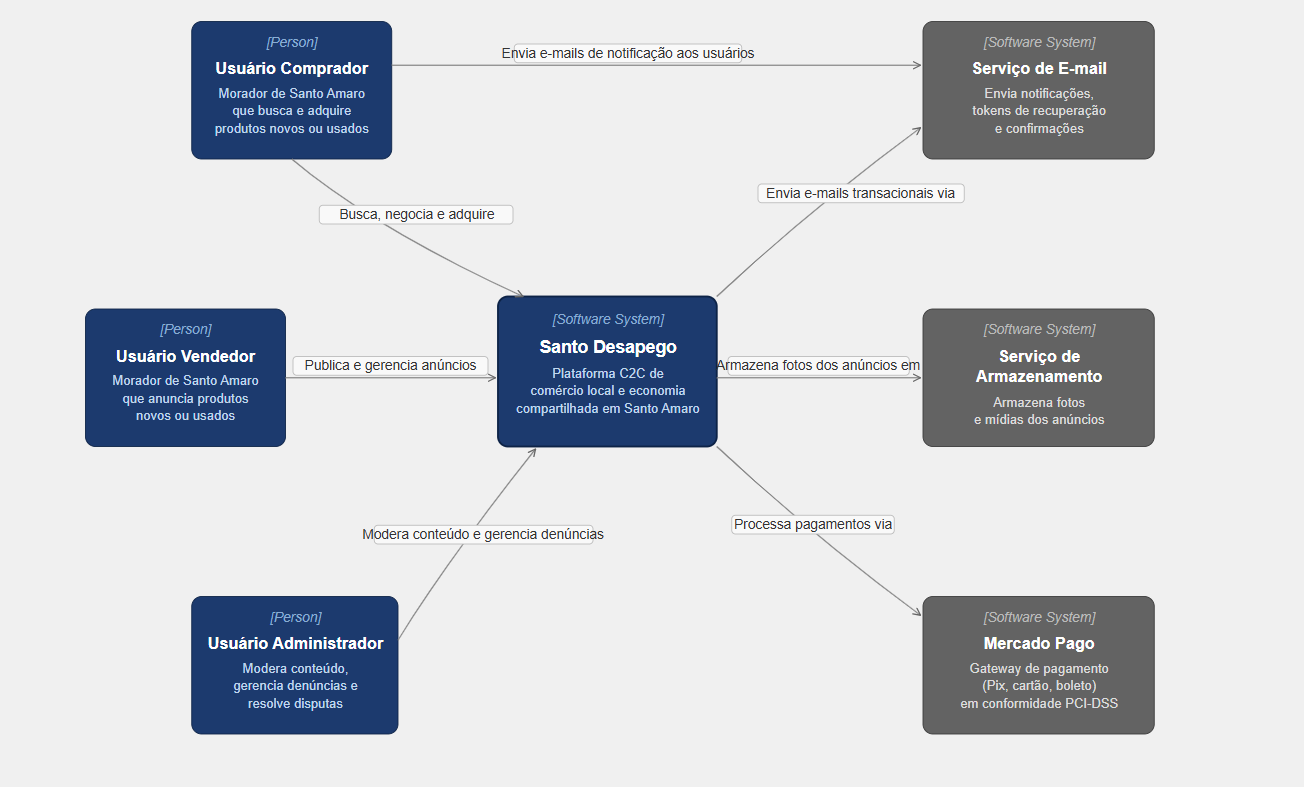 [Person]
Usuário Comprador
Morador de Santo Amaro
que busca e adquire
produtos novos ou usados
Envia e-mails de notificação aos usuários
[Software System]
Serviço de E-mail
Envia notificações,
tokens de recuperação
e confirmações
Busca, negocia e adquire
Envia e-mails transacionais via
[Person]
Usuário Vendedor
Morador de Santo Amaro
que anuncia produtos
novos ou usados
Publica e gerencia anúncios
[Software System]
Santo Desapego
Plataforma C2C de
comércio local e economia
compartilhada em Santo Amaro
Armazena fotos dos anúncios em
[Software System]
Serviço de
Armazenamento
Armazena fotos
e mídias dos anúncios
Modera conteúdo e gerencia denúncias
Processa pagamentos via
[Person]
Usuário Administrador
Modera conteúdo,
gerencia denúncias e
resolve disputas
[Software System]
Mercado Pago
Gateway de pagamento
(Pix, cartão, boleto)
em conformidade PCI-DSS